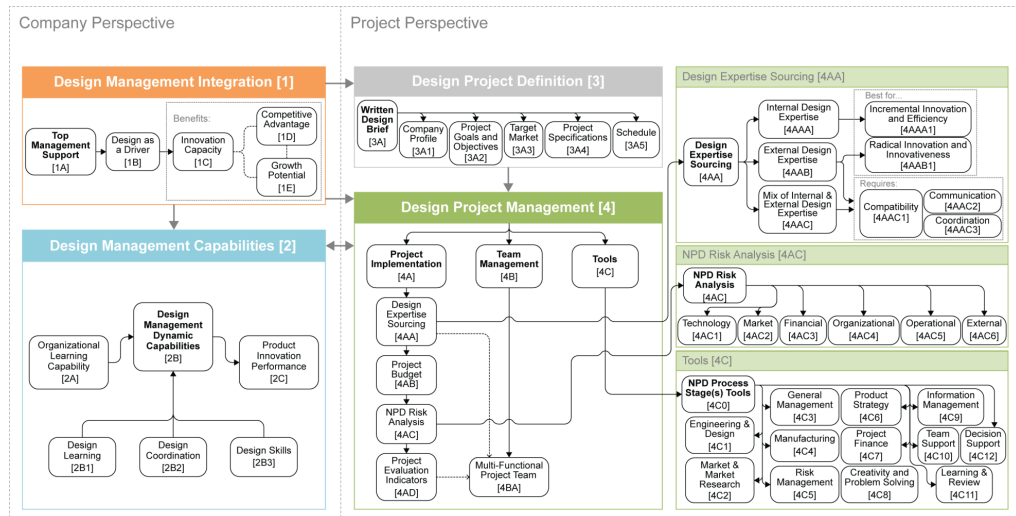 Company Perspective
Project Perspective
Design Management Integration [1]
Top
Management
Support
[1A]
Design as
a Driver
[1B]
Benefits:
Innovation
Capacity
[1C]
Competitive
Advantage
[1D]
Growth
Potential
[1E]
Design Management Capabilities [2]
Organizational
Learning
Capability
[2A]
Design
Management
Dynamic
Capabilities
[2B]
Product
Innovation
Performance
[2C]
Design
Learning
[2B1]
Design
Coordination
[2B2]
Design Skills
[2B3]
Design Project Definition [3]
Written
Design
Brief
[3A]
Company
Profile
[3A1]
Project
Goals and
Objectives
[3A2]
Target
Market
[3A3]
Project
Specifications
[3A4]
Schedule
[3A5]
Design Project Management [4]
Project
Implementation
[4A]
Team
Management
[4B]
Tools
[4C]
Design
Expertise
Sourcing
[4AA]
Project
Budget
[4AB]
NPD Risk
Analysis
[4AC]
Project
Evaluation
Indicators
[4AD]
Multi-Functional
Project Team
[4BA]
Design Expertise Sourcing [4AA]
Design
Expertise
Sourcing
[4AA]
Internal Design
Expertise
[4AAA]
External Design
Expertise
[4AAB]
Mix of Internal &
External Design
Expertise
[4AAC]
Best for...
Incremental Innovation
and Efficiency
[4AAA1]
Radical Innovation and
Innovativeness
[4AAB1]
Requires:
Compatibility
[4AAC1]
Communication
[4AAC2]
Coordination
[4AAC3]
NPD Risk Analysis [4AC]
NPD Risk
Analysis
[4AC]
Technology
[4AC1]
Market
[4AC2]
Financial
[4AC3]
Organizational
[4AC4]
Operational
[4AC5]
External
[4AC6]
Tools [4C]
NPD Process
Stage(s) Tools
[4C0]
Engineering &
Design
[4C1]
Market &
Market
Research
[4C2]
General
Management
[4C3]
Manufacturing
[4C4]
Risk
Management
[4C5]
Product
Strategy
[4C6]
Project
Finance
[4C7]
Creativity and
Problem Solving
[4C8]
Information
Management
[4C9]
Team
Support
[4C10]
Decision
Support
[4C12]
Learning &
Review
[4C11]